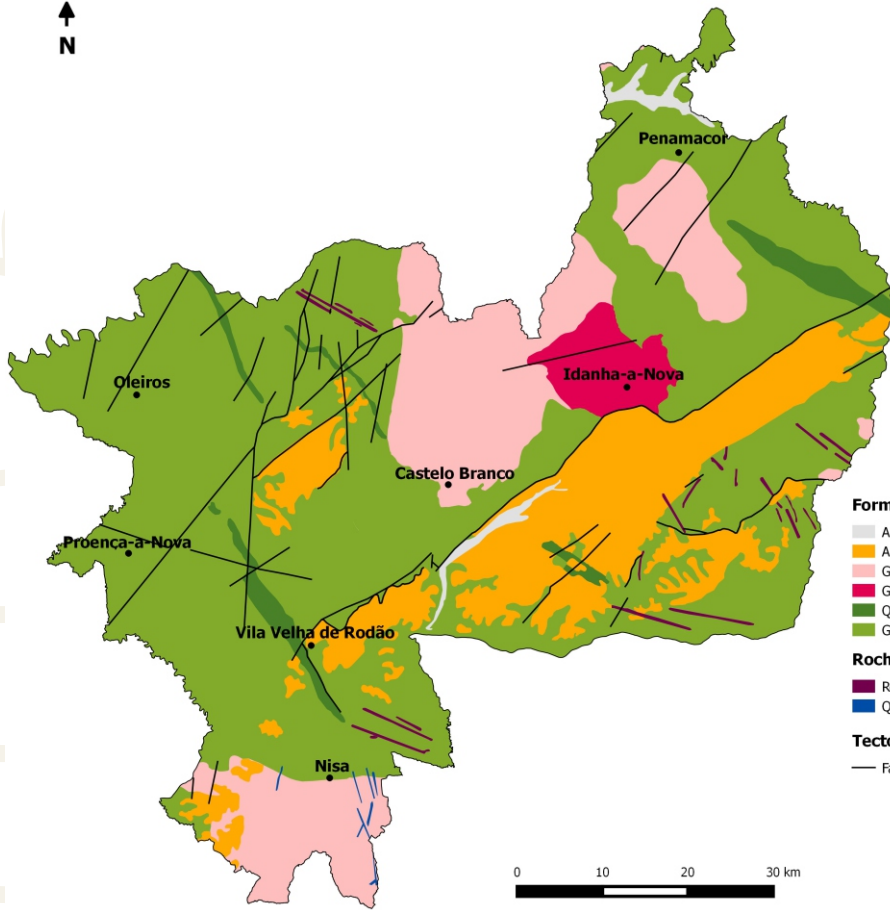 N
Penamacor
Oleiros
Idanha-a-Nova
Castelo Branco
Proença-a-Nova
Vila Velha de Rodão
Nisa
Form
A
A
G
G
Q
G
Roch
R
Q
Tecto
Fa
0 10 20 30 km